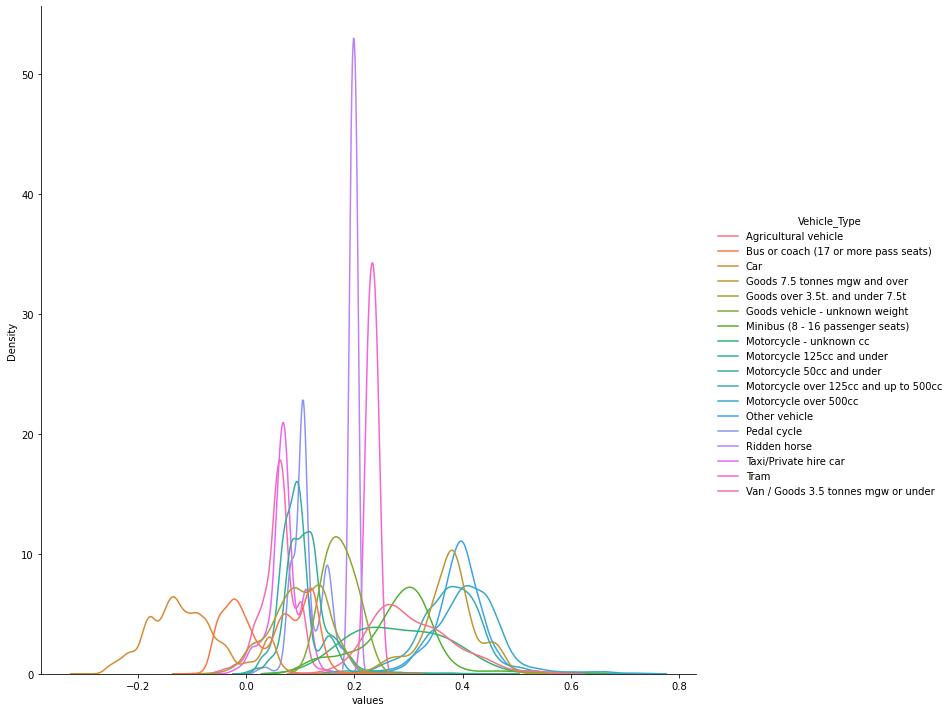 50
40
30
20
10
0
Density
−0.2
0.0
0.2
0.4
0.6
0.8
values
Vehicle_Type
Agricultural vehicle
Bus or coach (17 or more pass seats)
Car
Goods 7.5 tonnes mgw and over
Goods over 3.5t. and under 7.5t
Goods vehicle - unknown weight
Minibus (8 - 16 passenger seats)
Motorcycle - unknown cc
Motorcycle 125cc and under
Motorcycle 50cc and under
Motorcycle over 125cc and up to 500cc
Motorcycle over 500cc
Other vehicle
Pedal cycle
Ridden horse
Taxi/Private hire car
Tram
Van / Goods 3.5 tonnes mgw or under